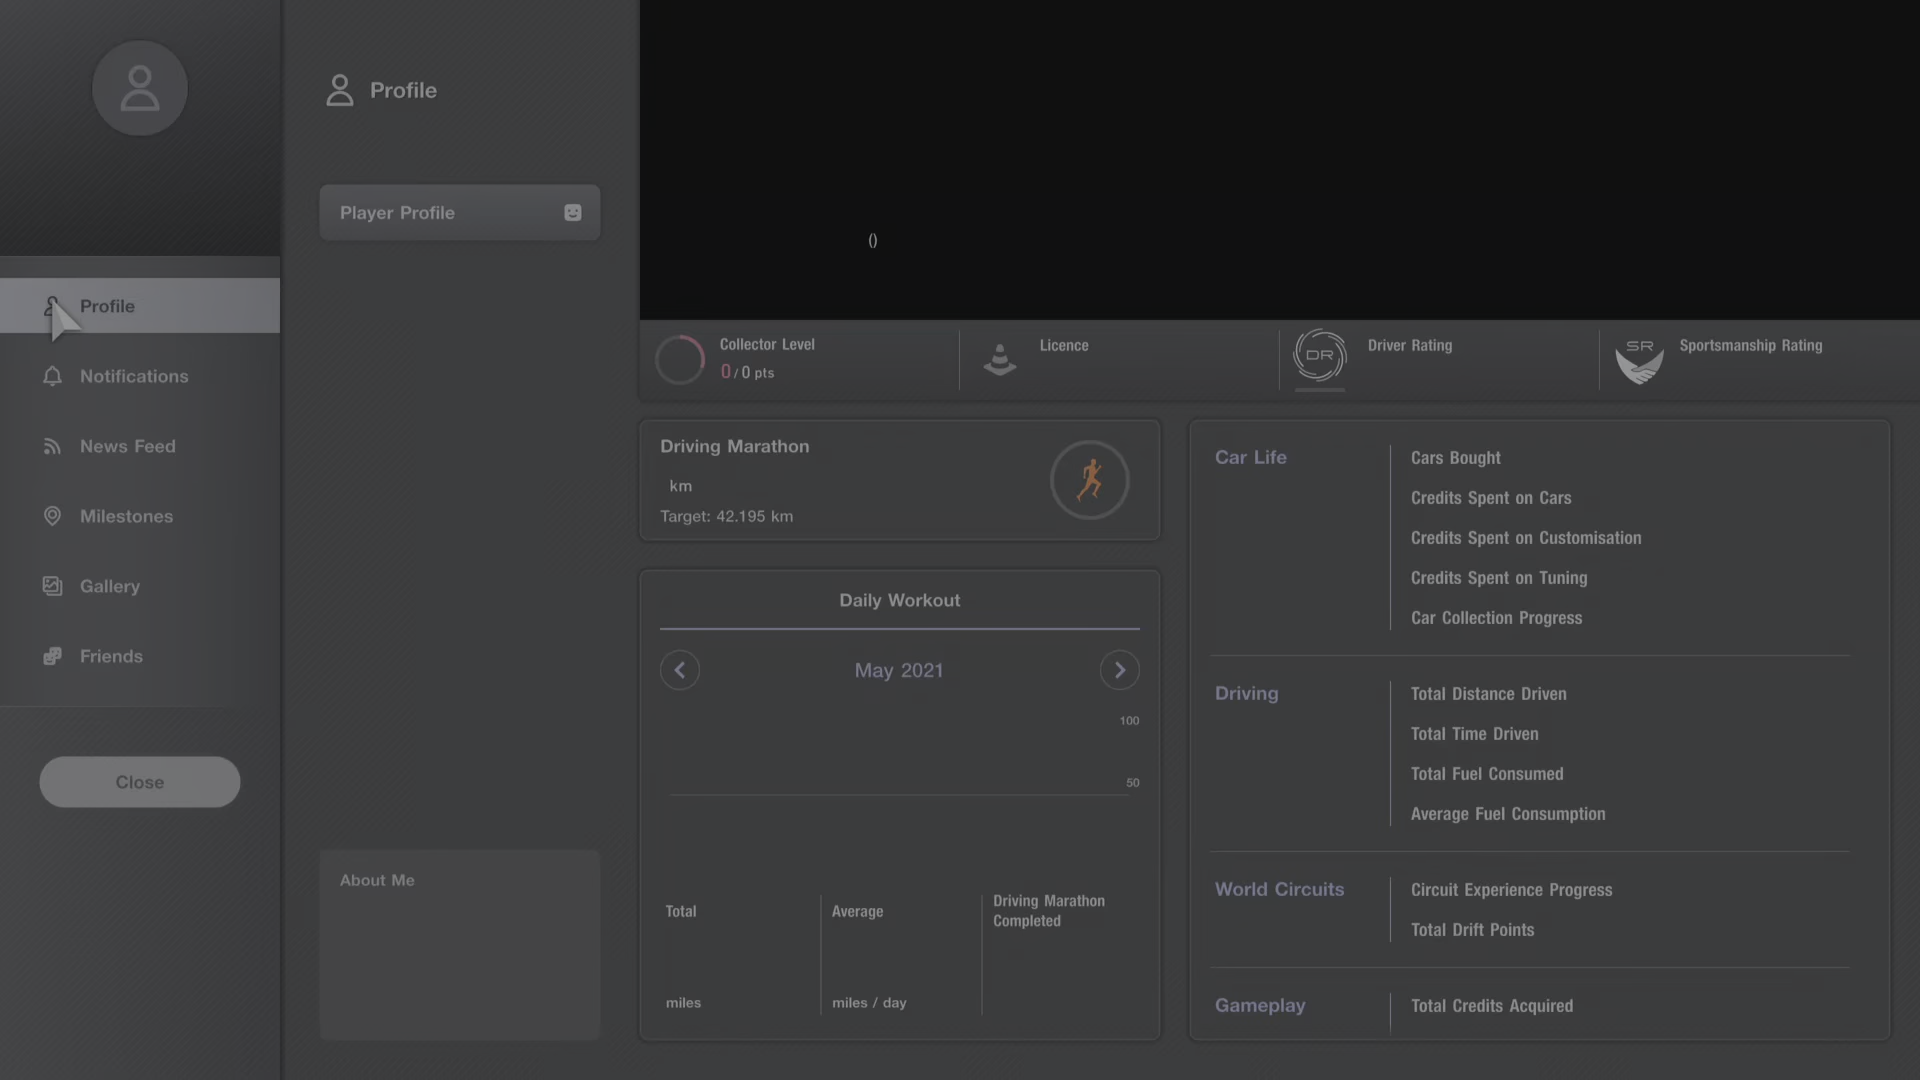 Profile
Notifications
News Feed
Milestones
Gallery
Friends
Close
Profile
Player Profile
About Me
()
Collector Level
0 / 0 pts
Licence
DR
Driver Rating
SR
Sportsmanship Rating
Driving Marathon
km
Target: 42.195 km
Daily Workout
May 2021
100
50
Total
miles
Average
miles / day
Driving Marathon
Completed
Car Life
Cars Bought
Credits Spent on Cars
Credits Spent on Customisation
Credits Spent on Tuning
Car Collection Progress
Driving
Total Distance Driven
Total Time Driven
Total Fuel Consumed
Average Fuel Consumption
World Circuits
Circuit Experience Progress
Total Drift Points
Gameplay
Total Credits Acquired